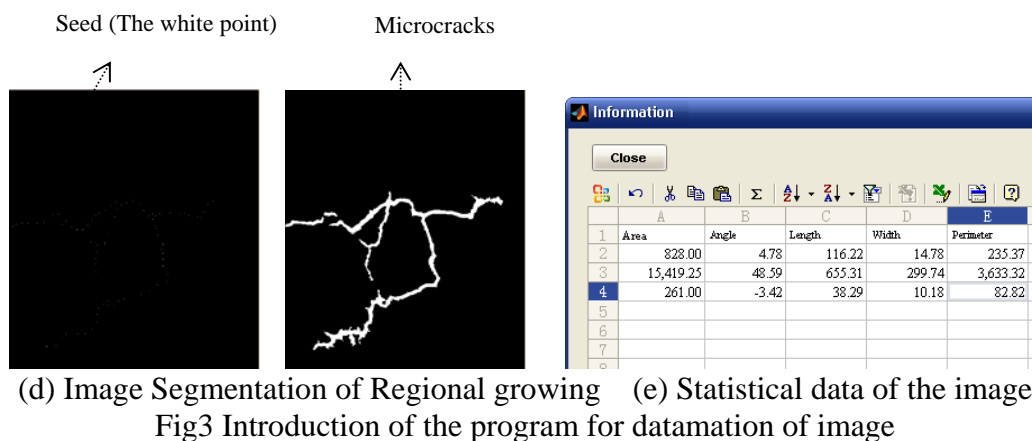 Seed (The white point) Microcracks
Information
Close
A B C D E
1 Area Angle Length Width Perimeter
2 828.00 4.78 116.22 14.78 235.37
3 15,419.25 48.59 655.31 299.74 3,633.32
4 261.00 -3.42 38.29 10.18 82.82
5
6
7
8
(d) Image Segmentation of Regional growing (e) Statistical data of the image
Fig3 Introduction of the program for datamation of image